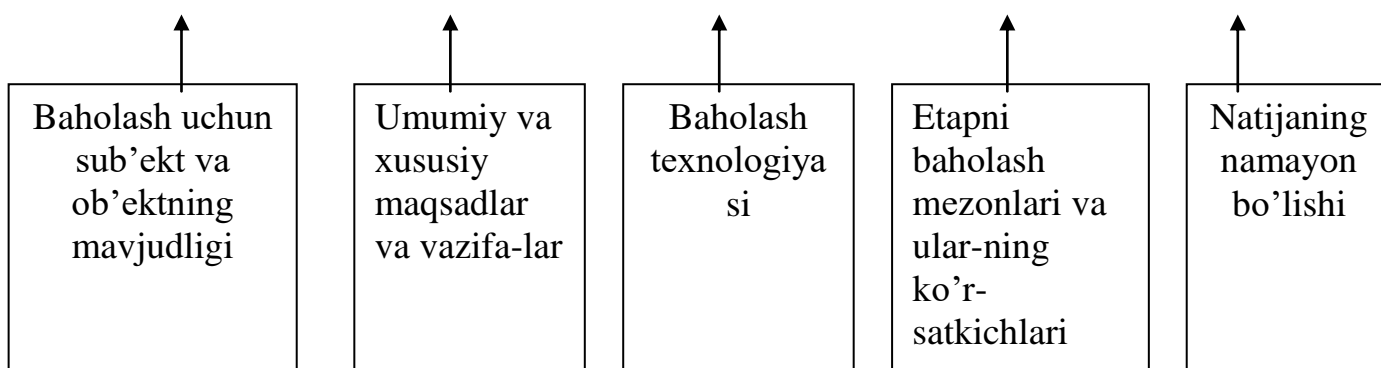 Baholash uchun
sub’ekt va
ob’ektning
mavjudligi
Umumiy va
xususiy
maqsadlar
va vazifa-lar
Baholash
texnologiya
si
Etapni
baholash
mezonlari va
ular-ning
ko’r-
satkichlari
Natijaning
namayon
bo’lishi